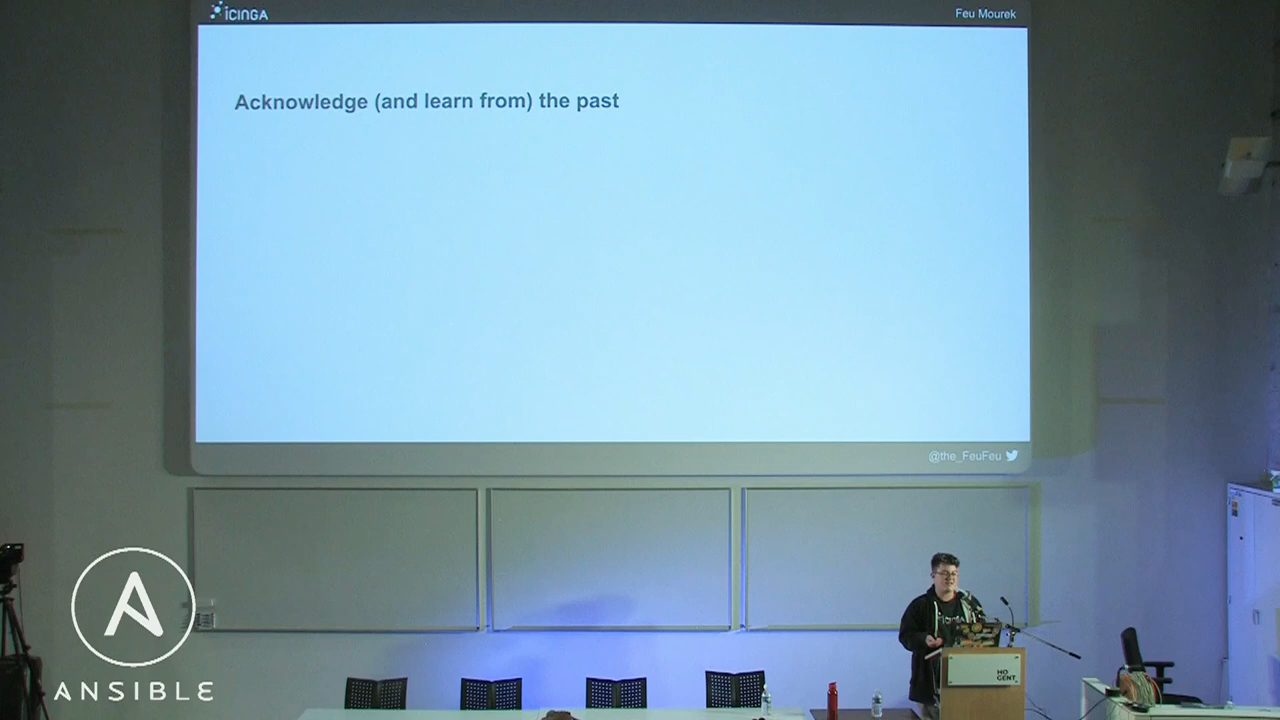 iCINGA
Feu Mourek
Acknowledge (and learn from) the past
@the_FeuFeu
HO
GENT
ANSIBLE